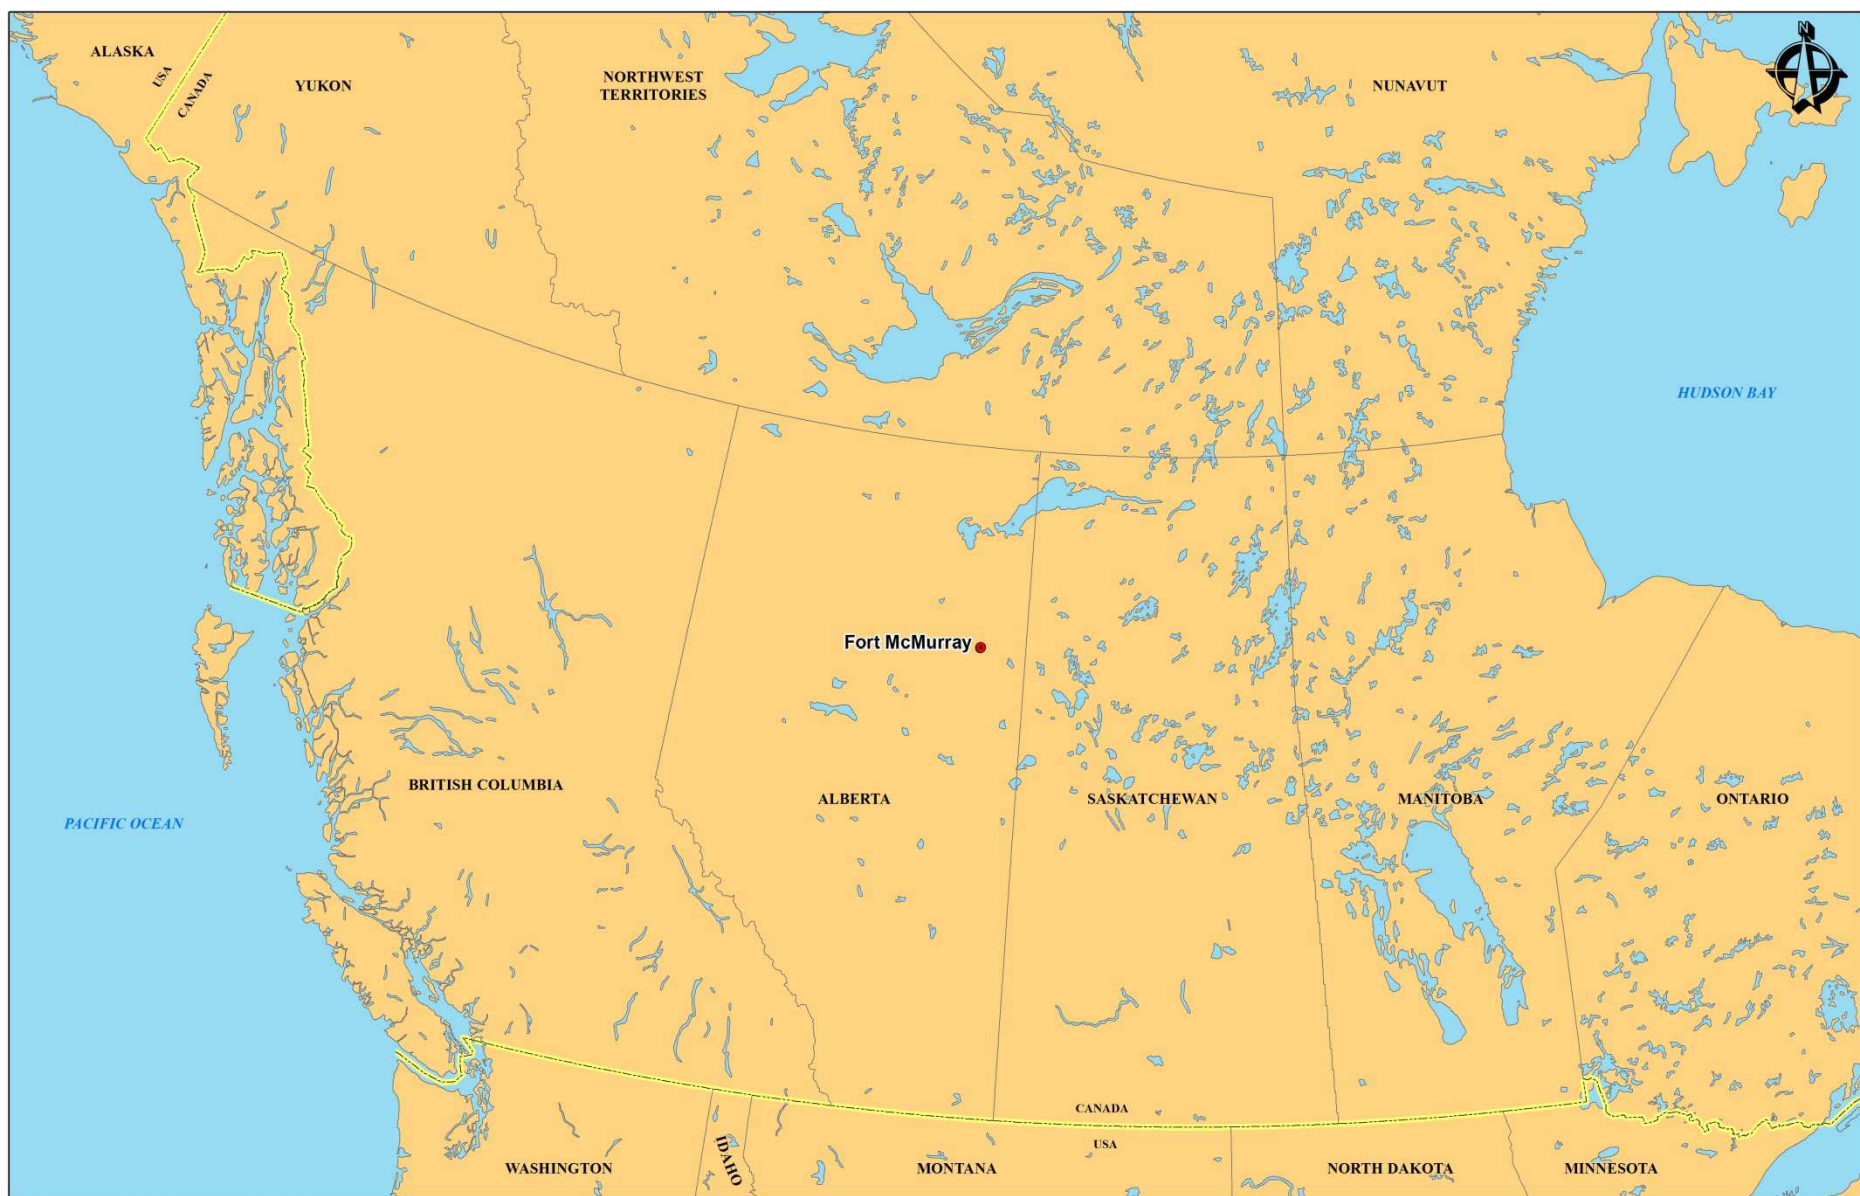 N
ALASKA
USA
CANADA
YUKON
NORTHWEST
TERRITORIES
NUNAVUT
HUDSON BAY
Fort McMurray
BRITISH COLUMBIA
ALBERTA
SASKATCHEWAN
MANITOBA
ONTARIO
PACIFIC OCEAN
CANADA
USA
WASHINGTON
IDAHO
MONTANA
NORTH DAKOTA
MINNESOTA